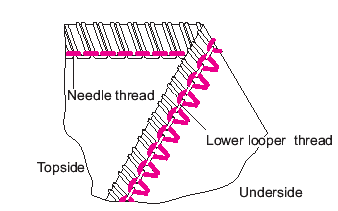 Needle thread
Lower looper thread
Topside
Underside